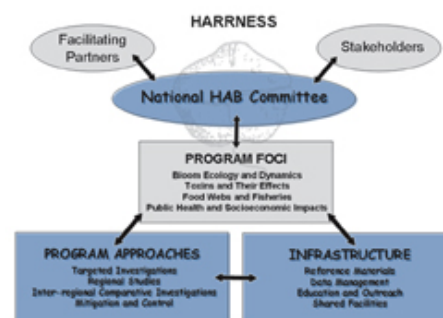 HARRNESS
Facilitating
Partners
Stakeholders
National HAB Committee
PROGRAM FOCI
Bloom Ecology and Dynamics
Toxins and Their Effects
Food Webs and Fisheries
Public Health and Socioeconomic Impacts
PROGRAM APPROACHES
Targeted Investigations
Regional Studies
Inter-regional Comparative Investigations
Mitigation and Control
INFRASTRUCTURE
Reference Materials
Data Management
Education and Outreach
Shared Facilities